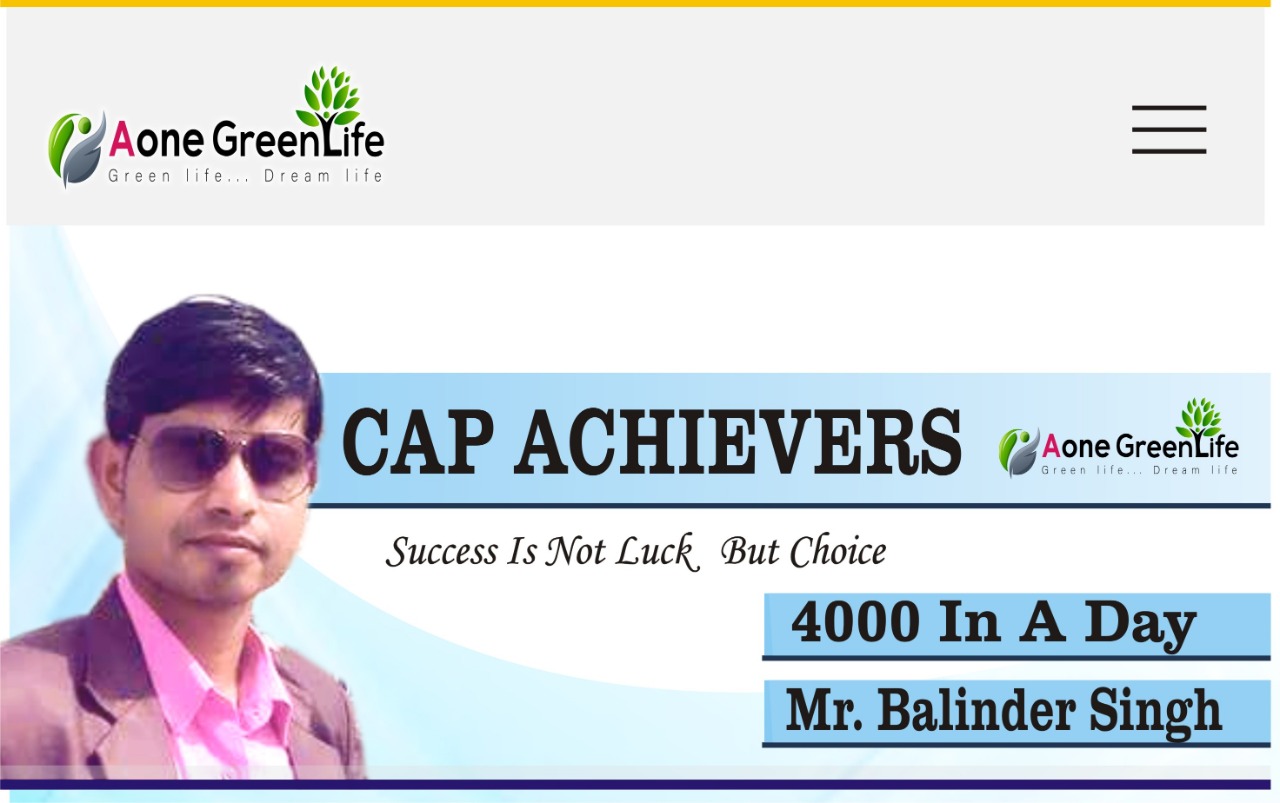 Aone GreenLife
Green life... Dream life
CAP ACHIEVERS
Aone GreenLife
Green life... Dream life
Success Is Not Luck But Choice
4000 In A Day
Mr. Balinder Singh